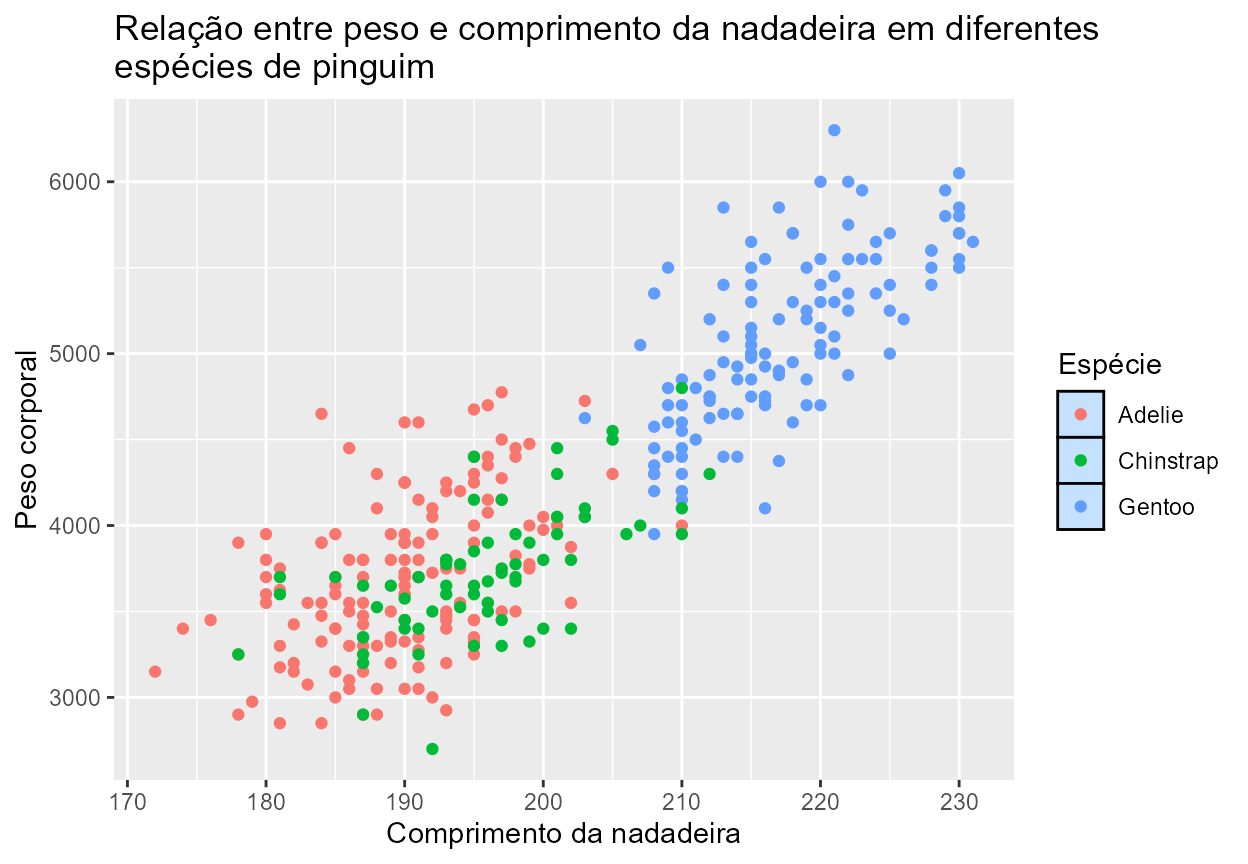 Relação entre peso e comprimento da nadadeira em diferentes
espécies de pinguim
6000
5000
4000
3000
Peso corporal
170 180 190 200 210 220 230
Comprimento da nadadeira
Espécie
Adelie
Chinstrap
Gentoo